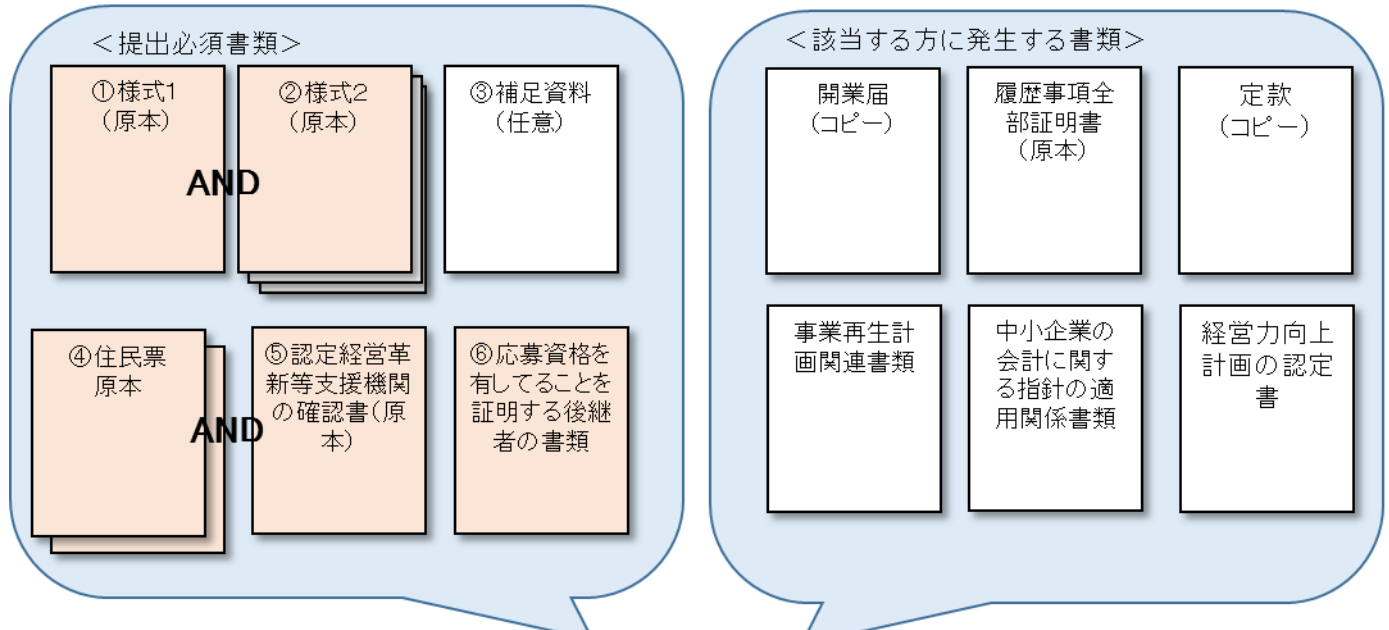 ＜提出必須書類＞
①様式1
（原本）
②様式2
（原本）
③補足資料
（任意）
AND
④住民票
原本
⑤認定経営革
新等支援機関
の確認書（原
本）
⑥応募資格を
有してることを
証明する後継
者の書類
AND
＜該当する方に発生する書類＞
開業届
（コピー）
履歴事項全
部証明書
（原本）
定款
（コピー）
事業再生計
画関連書類
中小企業の
会計に関す
る指針の適
用関係書類
経営力向上
計画の認定
書